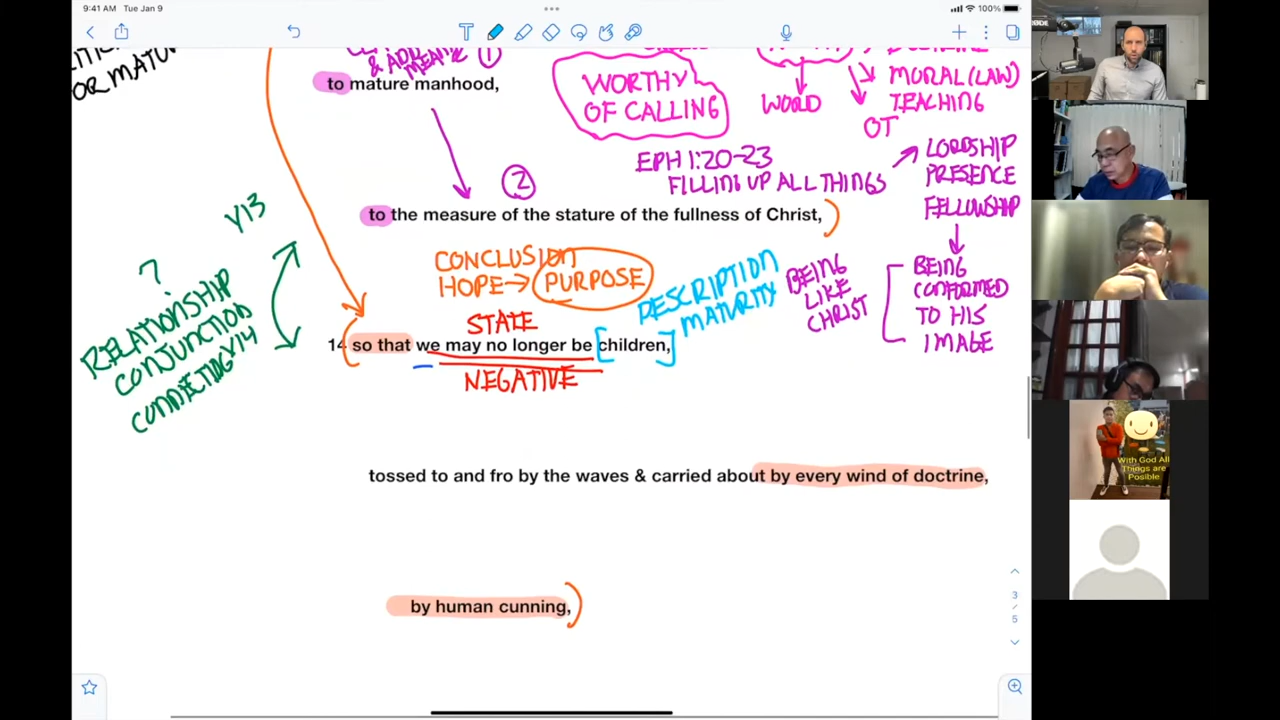 9:41 AM Tue Jan 9
100%
OR MATU
& ADD
MEANS ①
to mature manhood,
WORTHY
OF CALLING
WORD
MORAL (LAW)
TEACHING
OT
EPH 1:20-23
FILLING UP ALL THINGS
LORDSHIP
PRESENCE
FELLOWSHIP
②
to the measure of the stature of the fullness of Christ,
V13
CONCLUSION
HOPE → PURPOSE
DESCRIPTION
MATURITY
BEING
LIKE
CHRIST
BEING
CONFORMED
TO HIS
IMAGE
?
RELATIONSHIP
CONJUNCTION
CONNECTING V14
STATE
14 so that we may no longer be [children,]
NEGATIVE
tossed to and fro by the waves & carried about by every wind of doctrine,
by human cunning,)
3
/
5
With God All
Things are
Posible